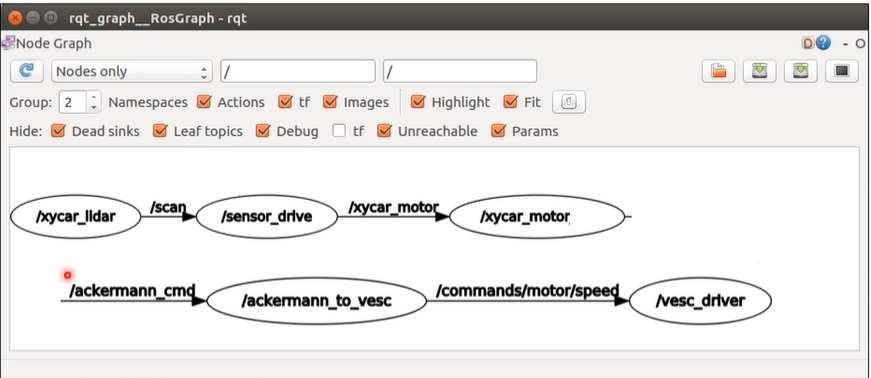 rqt_graph__RosGraph - rqt
Node Graph
D ? - O
Nodes only / /
Group: 2 Namespaces Actions tf Images Highlight Fit
Hide: Dead sinks Leaf topics Debug tf Unreachable Params
/xycar_lidar /scan /sensor_drive /xycar_motor /xycar_motor
/ackermann_cmd /ackermann_to_vesc /commands/motor/speed /vesc_driver